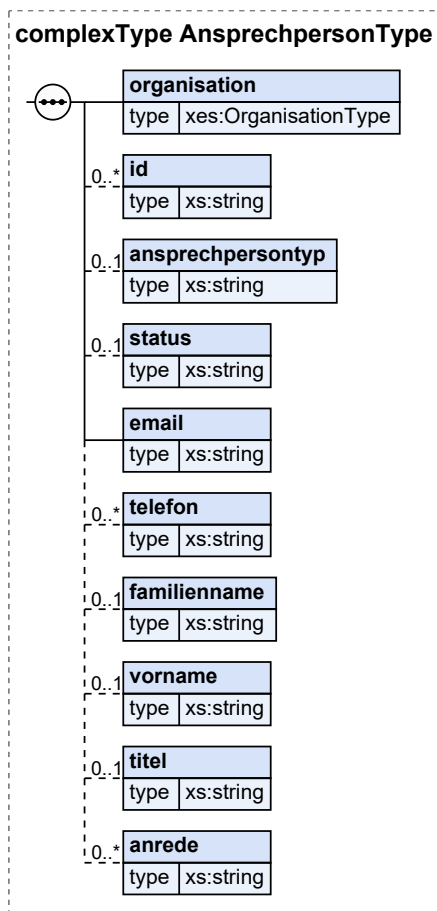 complexType AnsprechpersonType
organisation
type xes:OrganisationType
0..*
id
type xs:string
0..1
ansprechpersontyp
type xs:string
0..1
status
type xs:string
email
type xs:string
0..*
telefon
type xs:string
0..1
familienname
type xs:string
0..1
vorname
type xs:string
0..1
titel
type xs:string
0..*
anrede
type xs:string